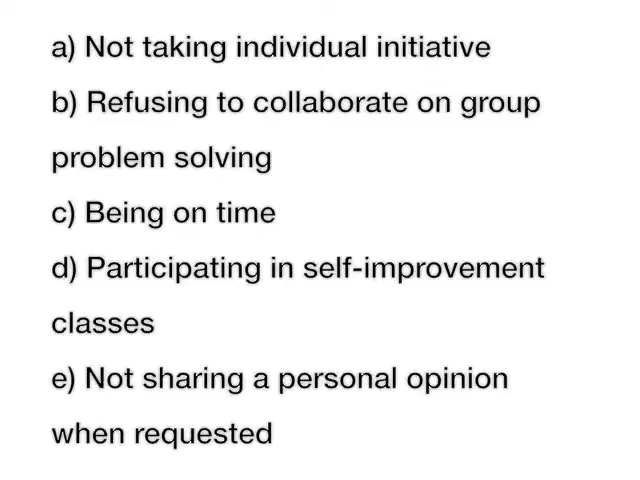 a) Not taking individual initiative
b) Refusing to collaborate on group
problem solving
c) Being on time
d) Participating in self-improvement
classes
e) Not sharing a personal opinion
when requested